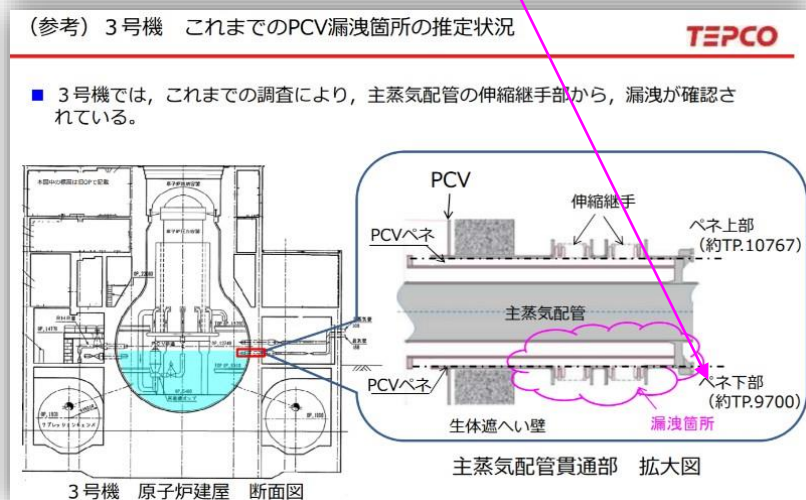 (参考)3号機 これまでのPCV漏洩箇所の推定状況
TEPCO
■ 3号機では,これまでの調査により,主蒸気配管の伸縮継手部から,漏洩が確認さ
れている。
PCV
伸縮継手
ペネ上部
(約TP.10767)
PCVペネ
主蒸気配管
PCVペネ
ペネ下部
(約TP.9700)
漏洩箇所
生体遮へい壁
主蒸気配管貫通部 拡大図
3号機 原子炉建屋 断面図